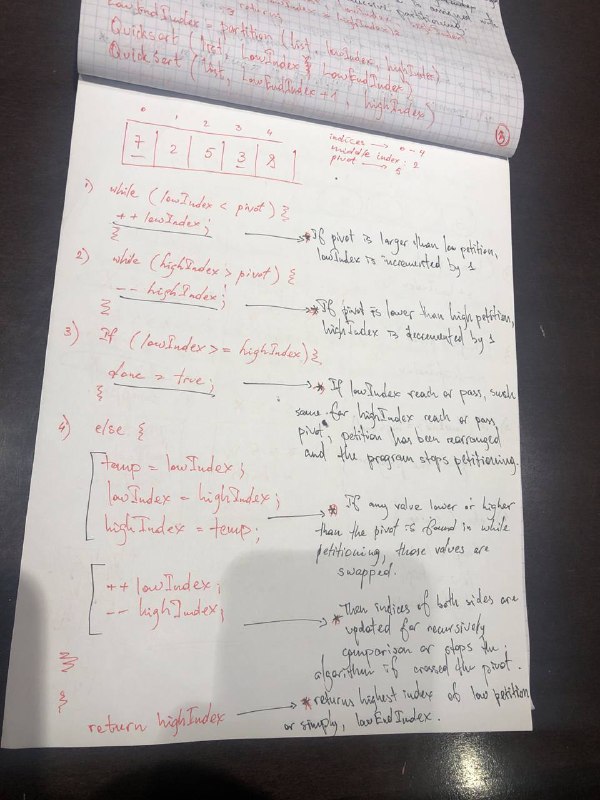 LowEndIndex = partition (list, lowIndex, highIndex)
Quicksort (list, LowIndex, LowEndIndex)
Quick Sort (list, LowEndIndex + 1, highIndex)
3
0 1 2 3 4
7 2 5 3 8
indices → 0 - 4
middle index: 2
pivot → 5
1) while (lowIndex < pivot) {
++ lowIndex;
}
* If pivot is larger than low petition,
lowIndex is incremented by 1
2) while (highIndex > pivot) {
-- highIndex;
}
* If pivot is lower than high petition,
highIndex is decremented by 1
3) If (lowIndex >= highIndex) {
done = true;
}
* If lowIndex reach or pass, such
same for highIndex reach or pass
pivot, petition has been rearranged
and the program stops petitioning.
4) else {
temp = lowIndex;
lowIndex = highIndex;
highIndex = temp;
* If any value lower or higher
than the pivot is found in while
petitioning, those values are
swapped.
++ lowIndex;
-- highIndex;
* Then indices of both sides are
updated for recursively
comparison or stops the
algorithm if crossed the pivot.
}
}
return highIndex
* returns highest index of low petition
or simply, lowEndIndex.